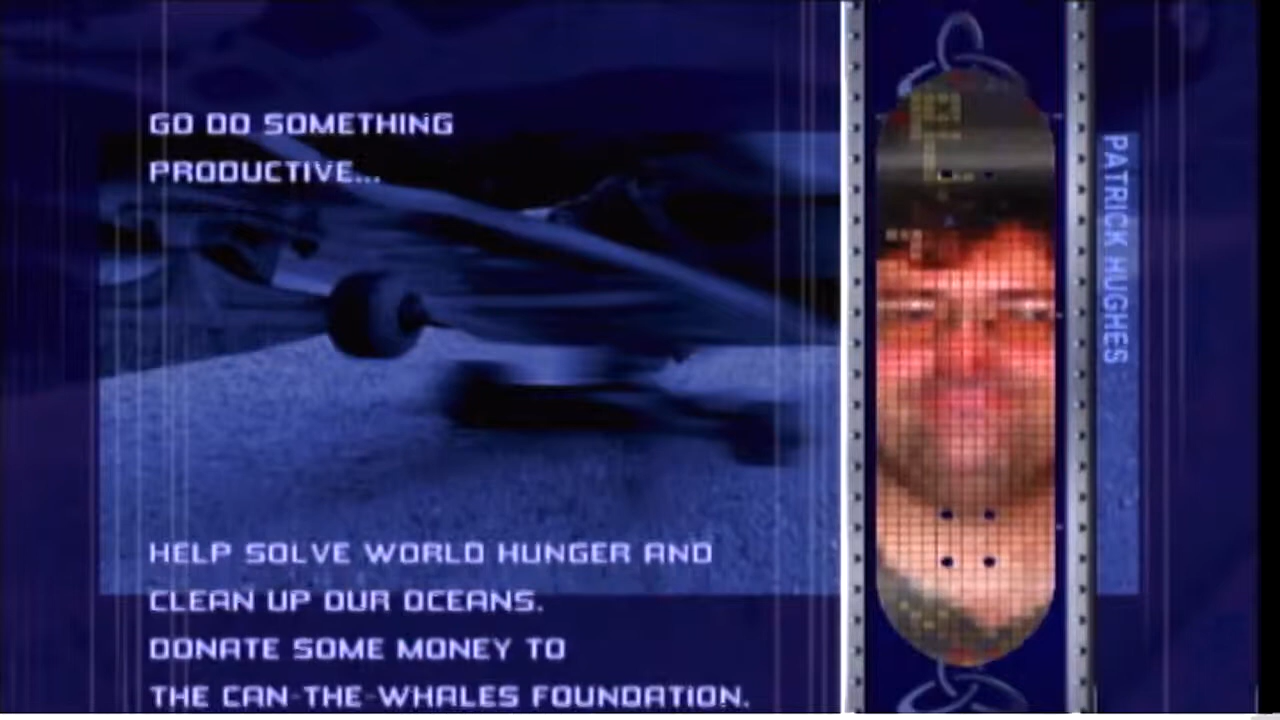 GO DO SOMETHING
PRODUCTIVE...
HELP SOLVE WORLD HUNGER AND
CLEAN UP OUR OCEANS.
DONATE SOME MONEY TO
THE CAN-THE-WHALES FOUNDATION.
PATRICK HUGHES